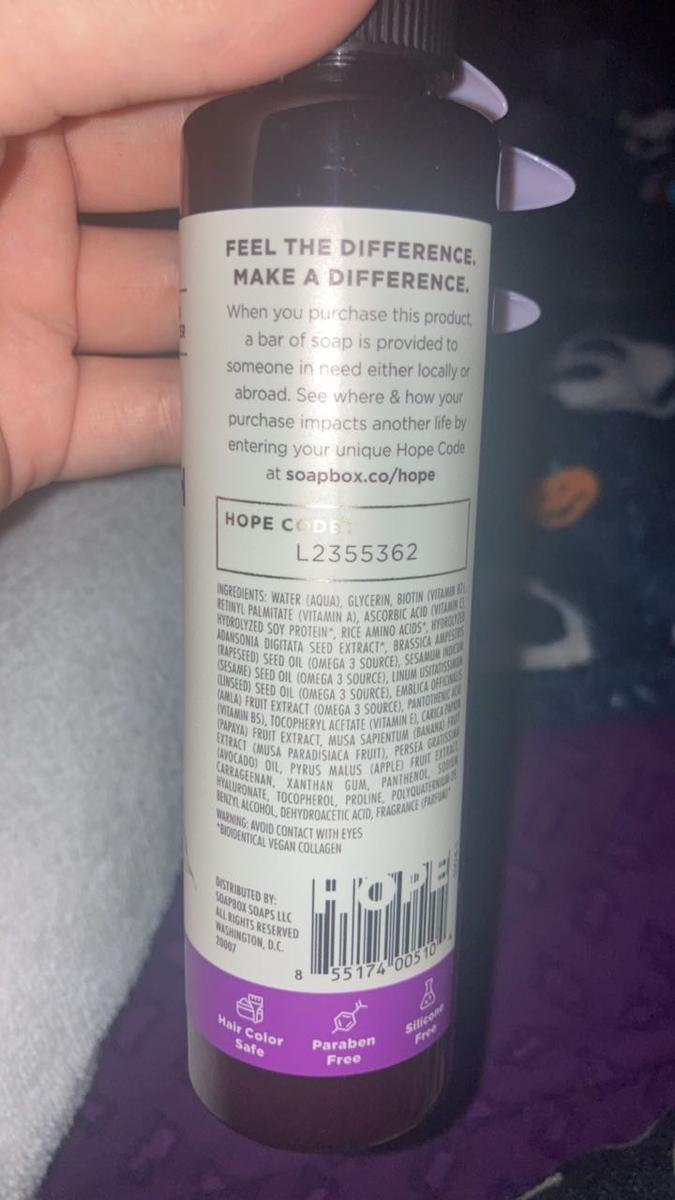 FEEL THE DIFFERENCE.
MAKE A DIFFERENCE.
When you purchase this product,
a bar of soap is provided to
someone in need either locally or
abroad. See where & how your
purchase impacts another life by
entering your unique Hope Code
at soapbox.co/hope
HOPE CODE:
L2355362
INGREDIENTS: WATER (AQUA), GLYCERIN, BIOTIN (VITAMIN B7),
RETINYL PALMITATE (VITAMIN A), ASCORBIC ACID (VITAMIN C),
HYDROLYZED SOY PROTEIN*, RICE AMINO ACIDS*, HYDROLYZED
ADANSONIA DIGITATA SEED EXTRACT*, BRASSICA AMPESTRIS
(RAPESEED) SEED OIL (OMEGA 3 SOURCE), SESAMUM INDICUM
(SESAME) SEED OIL (OMEGA 3 SOURCE), LINUM USITATISSIMUM
(LINSEED) SEED OIL (OMEGA 3 SOURCE), EMBLICA OFFICINALIS
(AMLA) FRUIT EXTRACT (OMEGA 3 SOURCE), PANTOTHENIC ACID
(VITAMIN B5), TOCOPHERYL ACETATE (VITAMIN E), CARICA PAPAYA
(PAPAYA) FRUIT EXTRACT, MUSA SAPIENTUM (BANANA) FRUIT
EXTRACT (MUSA PARADISIACA FRUIT), PERSEA GRATISSIMA
(AVOCADO) OIL, PYRUS MALUS (APPLE) FRUIT EXTRACT,
CARRAGEENAN, XANTHAN GUM, PANTHENOL, SODIUM
HYALURONATE, TOCOPHEROL, PROLINE,
BENZYL ALCOHOL, DEHYDROACETIC ACID, FRAGRANCE (PARFUM)*
WARNING: AVOID CONTACT WITH EYES
*BIOIDENTICAL VEGAN COLLAGEN
DISTRIBUTED BY:
SOAPBOX SOAPS LLC
ALL RIGHTS RESERVED
WASHINGTON, D.C.
20007
HOPE
8 55174 00510
Hair Color
Safe
Paraben
Free
Silicone
Free